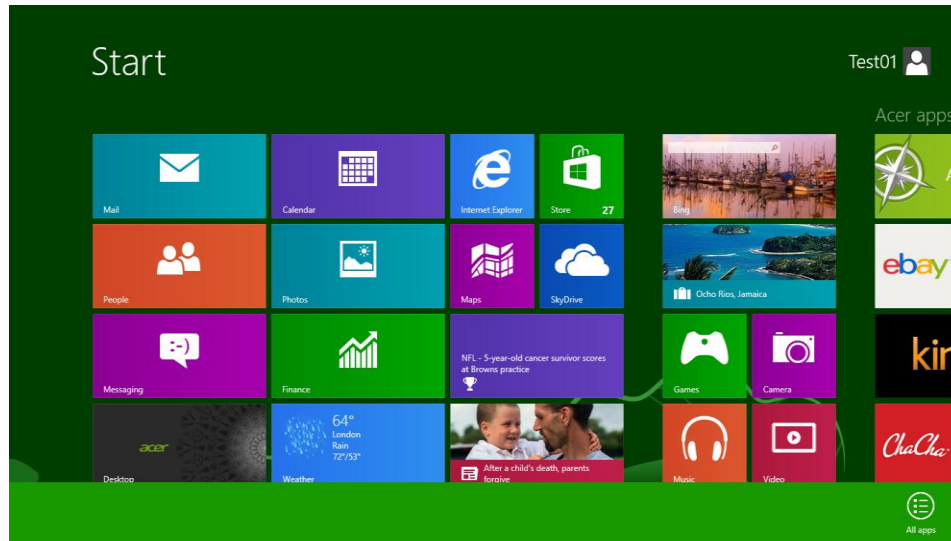 Start
Test01
Acer apps
Mail
Calendar
Internet Explorer
Store
27
Bing
People
Photos
Maps
SkyDrive
Ocho Rios, Jamaica
ebay
Messaging
:-)
Finance
NFL - 5-year-old cancer survivor scores
at Browns practice
Games
Camera
kin
acer
Desktop
64°
London
Rain
72°/53°
Weather
After a child's death, parents
forgive
Music
Video
ChaCha
All apps